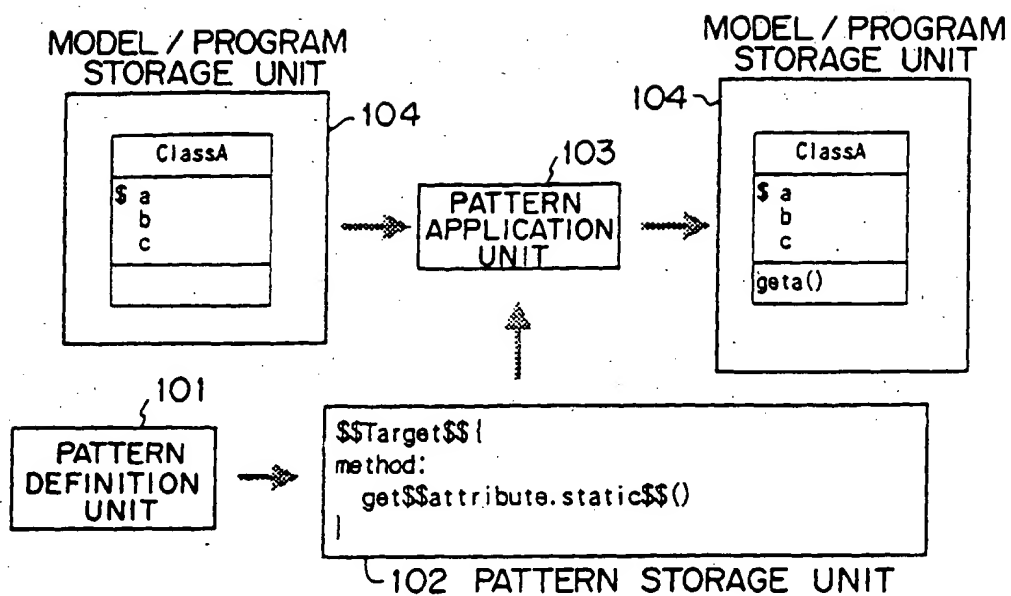 MODEL / PROGRAM
STORAGE UNIT
104
ClassA
$ a
b
c
103
PATTERN
APPLICATION
UNIT
MODEL / PROGRAM
STORAGE UNIT
104
ClassA
$ a
b
c
geta()
101
PATTERN
DEFINITION
UNIT
$$Target$${
method:
get$$attribute.static$$()
}
102 PATTERN STORAGE UNIT